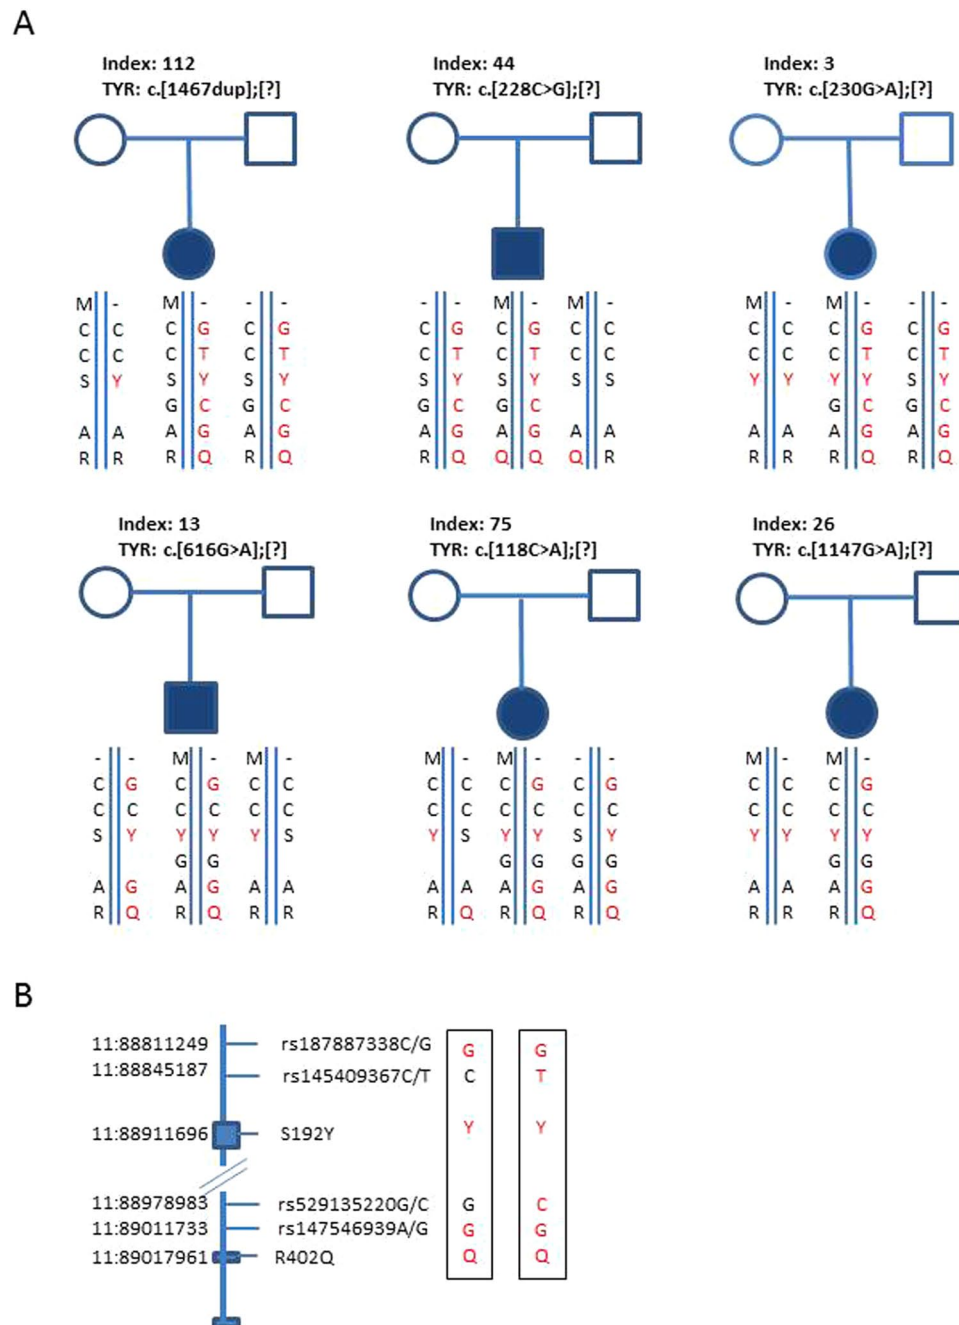 A
Index: 112 Index: 44 Index: 3
TYR: c.[1467dup];[?] TYR: c.[228C>G];[?] TYR: c.[230G>A];[?]
M - M - - - - - M - M - M - M - - -
C C C G C G C G C G C C C C C G C G
C C C T C T C T C T C C C C C T C T
S Y S Y S Y S Y S Y S S Y Y Y Y S Y
G C G C G C G C G C G C
A A A G A G A G A G A A A A A G A G
R R R Q R Q R Q Q Q Q R R R R Q R Q
Index: 13 Index: 75 Index: 26
TYR: c.[616G>A];[?] TYR: c.[118C>A];[?] TYR: c.[1147G>A];[?]
- - M - M - M - M - - - M - M -
C G C G C C C C C G C G C C C G
C C C C C C C C C C C C C C C C
S Y Y Y Y S Y S Y Y S Y Y Y Y Y
G G G G G G G G
A G A G A A A A A G A G A A A G
R Q R Q R R R Q R Q R Q R R R Q
B
11:88811249 rs187887338C/G G G
11:88845187 rs145409367C/T C T
11:88911696 S192Y Y Y
11:88978983 rs529135220G/C G C
11:89011733 rs147546939A/G G G
11:89017961 R402Q Q Q